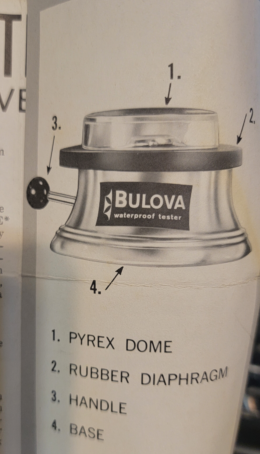 1.
2.
3.
BULOVA
waterproof tester
4.
1. PYREX DOME
2. RUBBER DIAPHRAGM
3. HANDLE
4. BASE